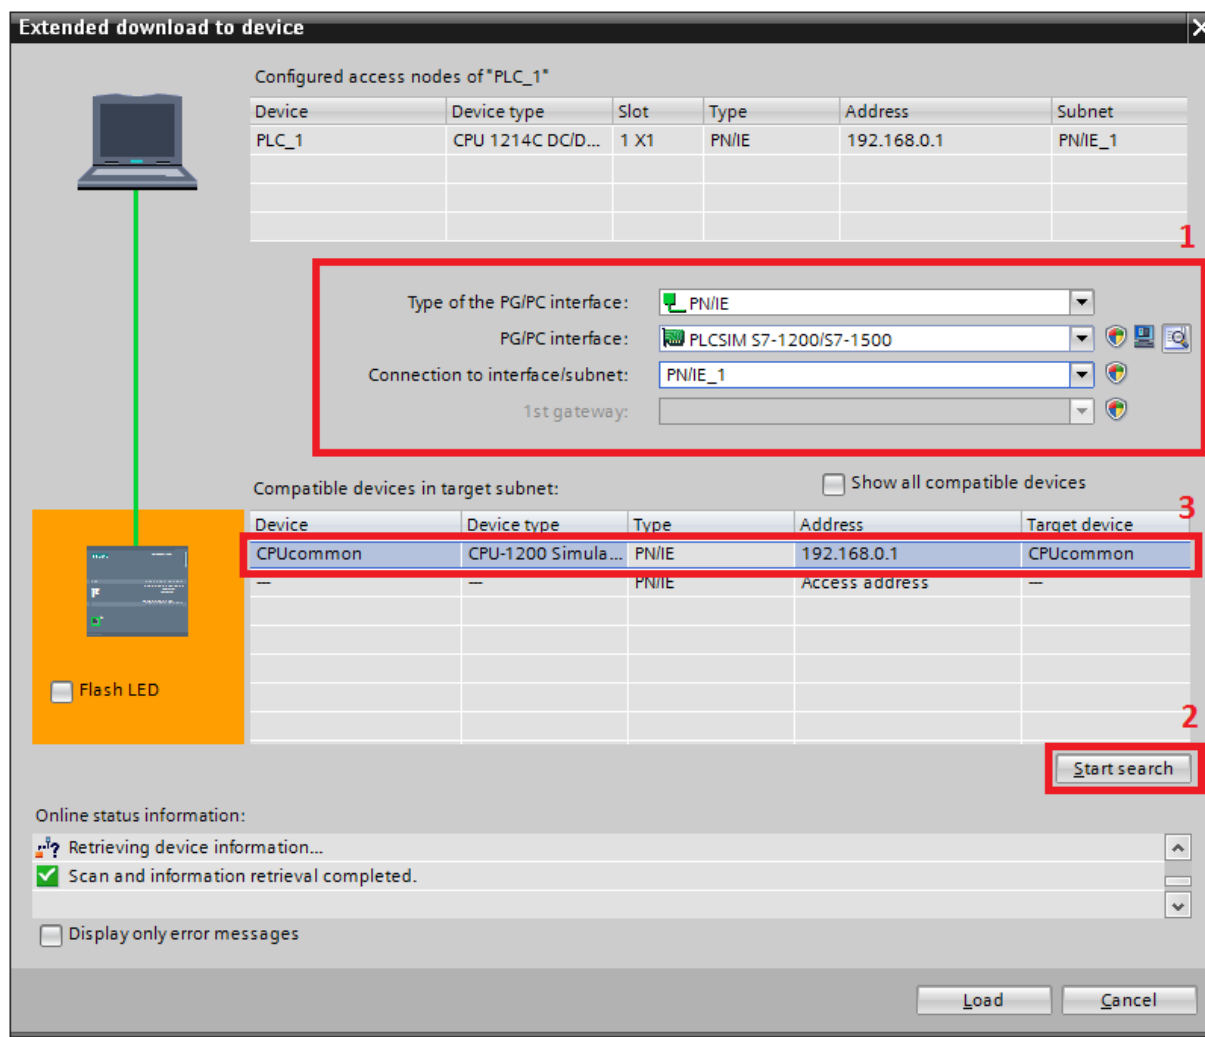 Extended download to device
Configured access nodes of "PLC_1"
Device Device type Slot Type Address Subnet
PLC_1 CPU 1214C DC/D... 1 X1 PN/IE 192.168.0.1 PN/IE_1
1
Type of the PG/PC interface: PN/IE
PG/PC interface: PLCSIM S7-1200/S7-1500
Connection to interface/subnet: PN/IE_1
1st gateway:
Compatible devices in target subnet: Show all compatible devices
3
Device Device type Type Address Target device
CPUcommon CPU-1200 Simula... PN/IE 192.168.0.1 CPUcommon
— — PN/IE Access address —
Flash LED
2
Start search
Online status information:
Retrieving device information...
Scan and information retrieval completed.
Display only error messages
Load Cancel